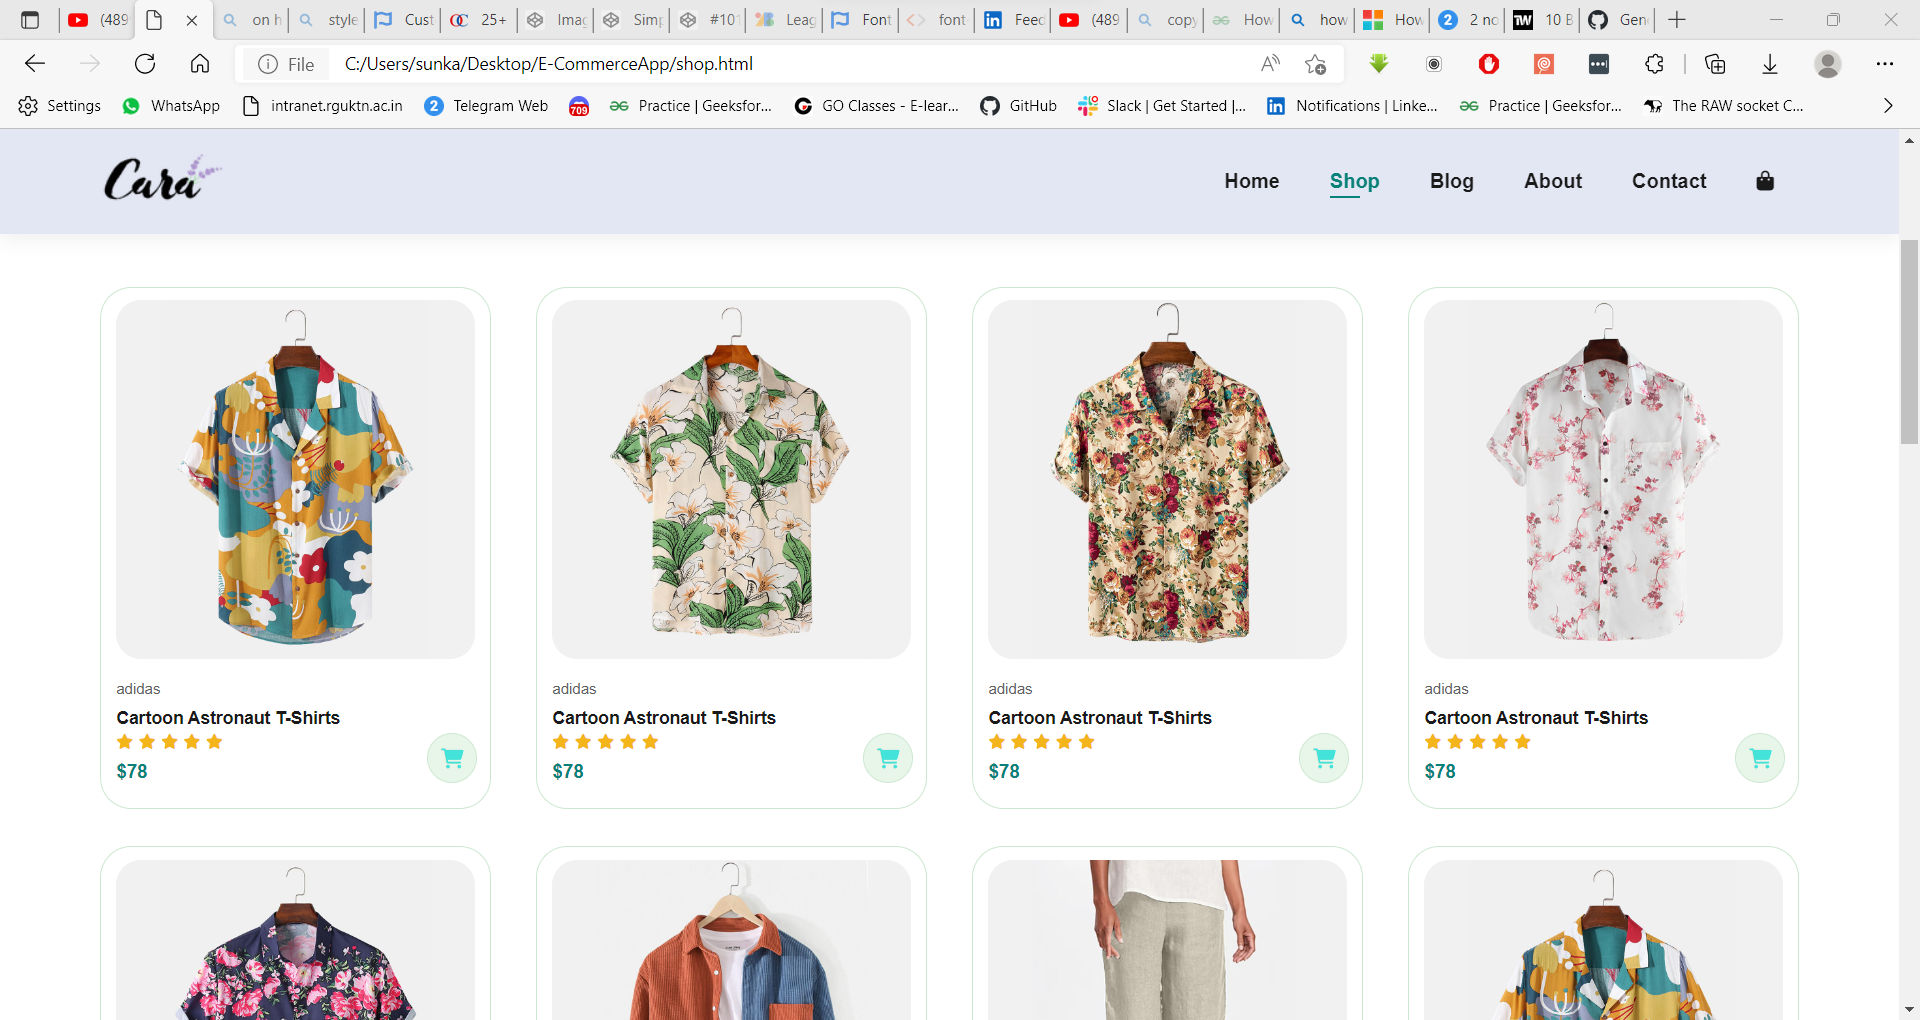 (489
on h
style
Cust
25+
Imag
Simp
#101
Leag
Font
font
Feed
(489
copy
How
how
How
2 no
10 B
Gen
File C:/Users/sunka/Desktop/E-CommerceApp/shop.html
Settings WhatsApp intranet.rguktn.ac.in 2 Telegram Web 709 Practice | Geeksfor... GO Classes - E-lear... GitHub Slack | Get Started |... Notifications | Linke... Practice | Geeksfor... The RAW socket C...
Cara Home Shop Blog About Contact
adidas adidas adidas adidas
Cartoon Astronaut T-Shirts Cartoon Astronaut T-Shirts Cartoon Astronaut T-Shirts Cartoon Astronaut T-Shirts
$78 $78 $78 $78